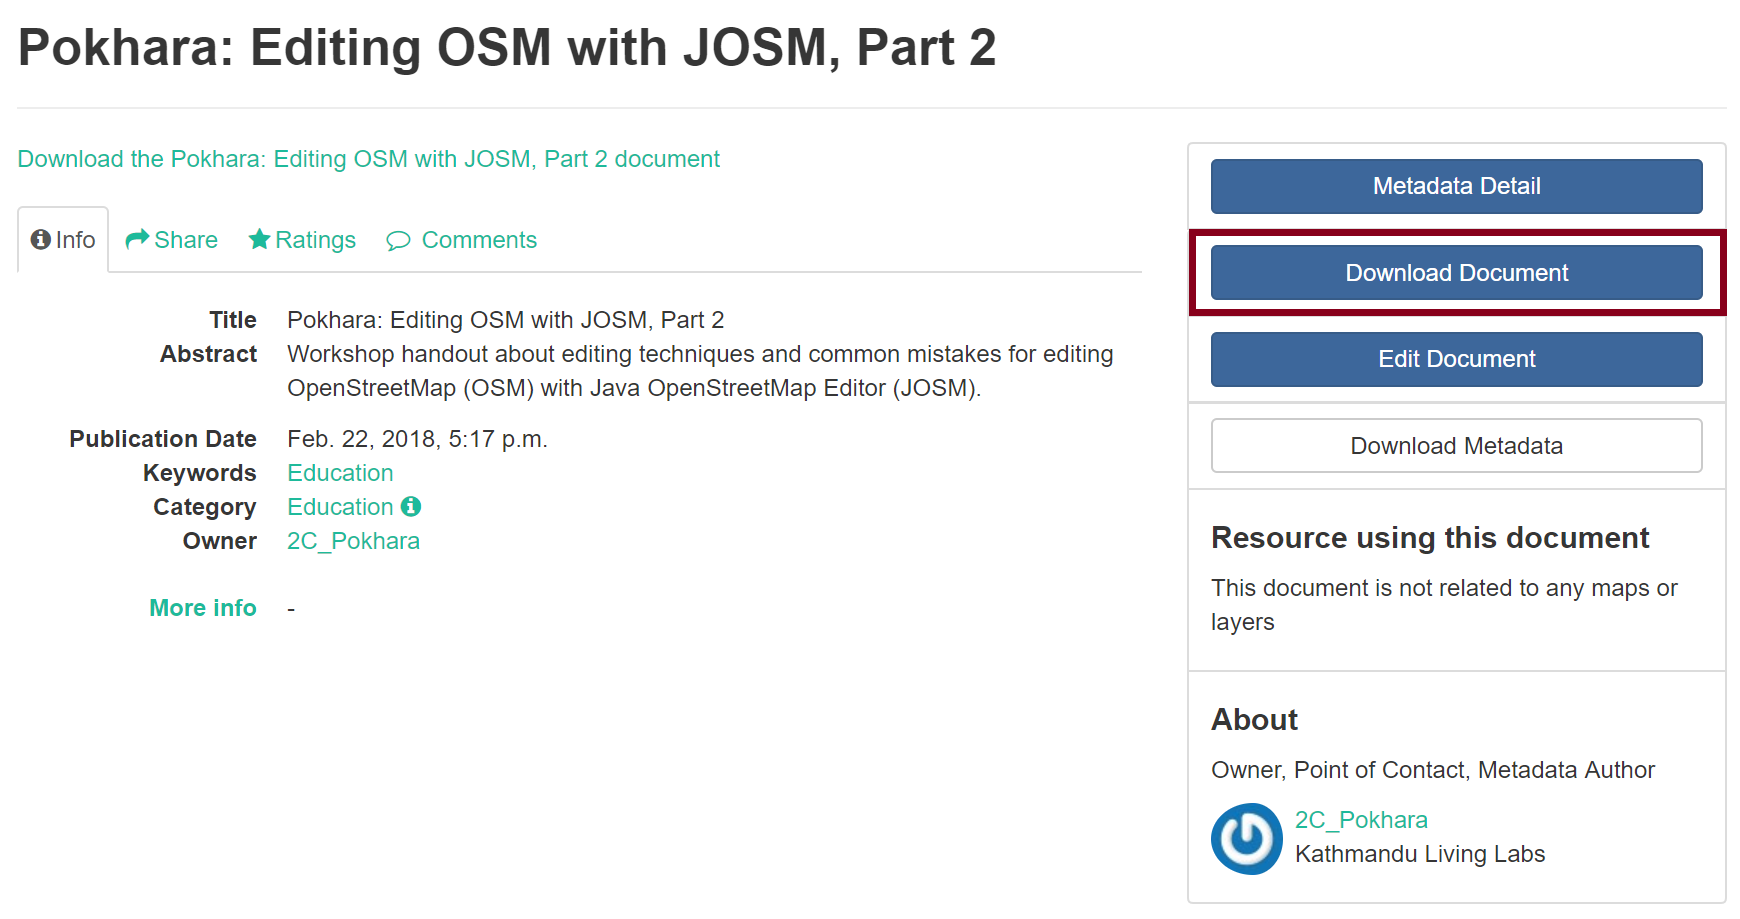 Pokhara: Editing OSM with JOSM, Part 2
Download the Pokhara: Editing OSM with JOSM, Part 2 document
Info Share Ratings Comments
Title Pokhara: Editing OSM with JOSM, Part 2
Abstract Workshop handout about editing techniques and common mistakes for editing
OpenStreetMap (OSM) with Java OpenStreetMap Editor (JOSM).
Publication Date Feb. 22, 2018, 5:17 p.m.
Keywords Education
Category Education
Owner 2C_Pokhara
More info -
Metadata Detail
Download Document
Edit Document
Download Metadata
Resource using this document
This document is not related to any maps or
layers
About
Owner, Point of Contact, Metadata Author
2C_Pokhara
Kathmandu Living Labs